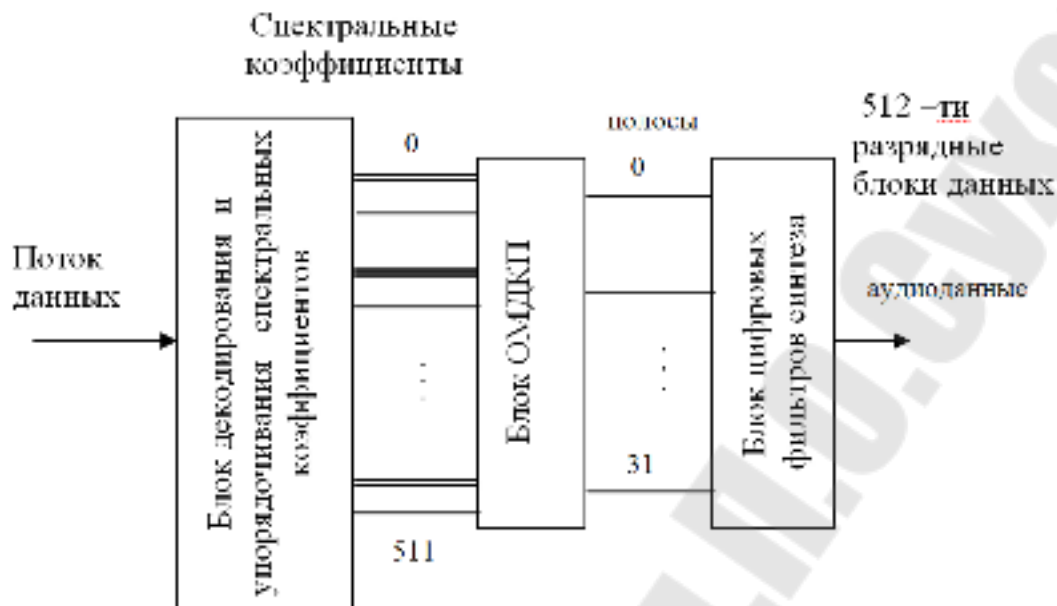 Спектральные
коэффициенты
512 –ти
разрядные
блоки данных
полосы
0
0
Поток
данных
Блок декодирования и
упорядочивания спектральных
коэффициентов
Блок ОМДКП
Блок цифровых
фильтров синтеза
аудиоданные
31
511